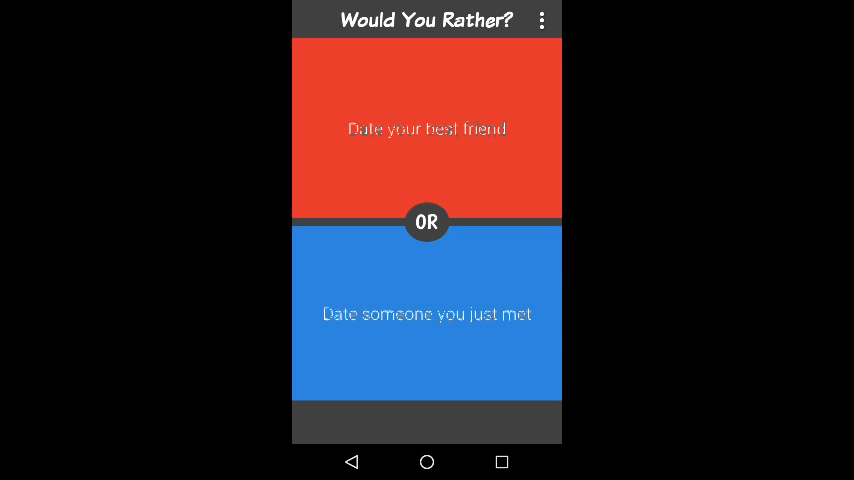 Would You Rather?
Date your best friend
OR
Date someone you just met